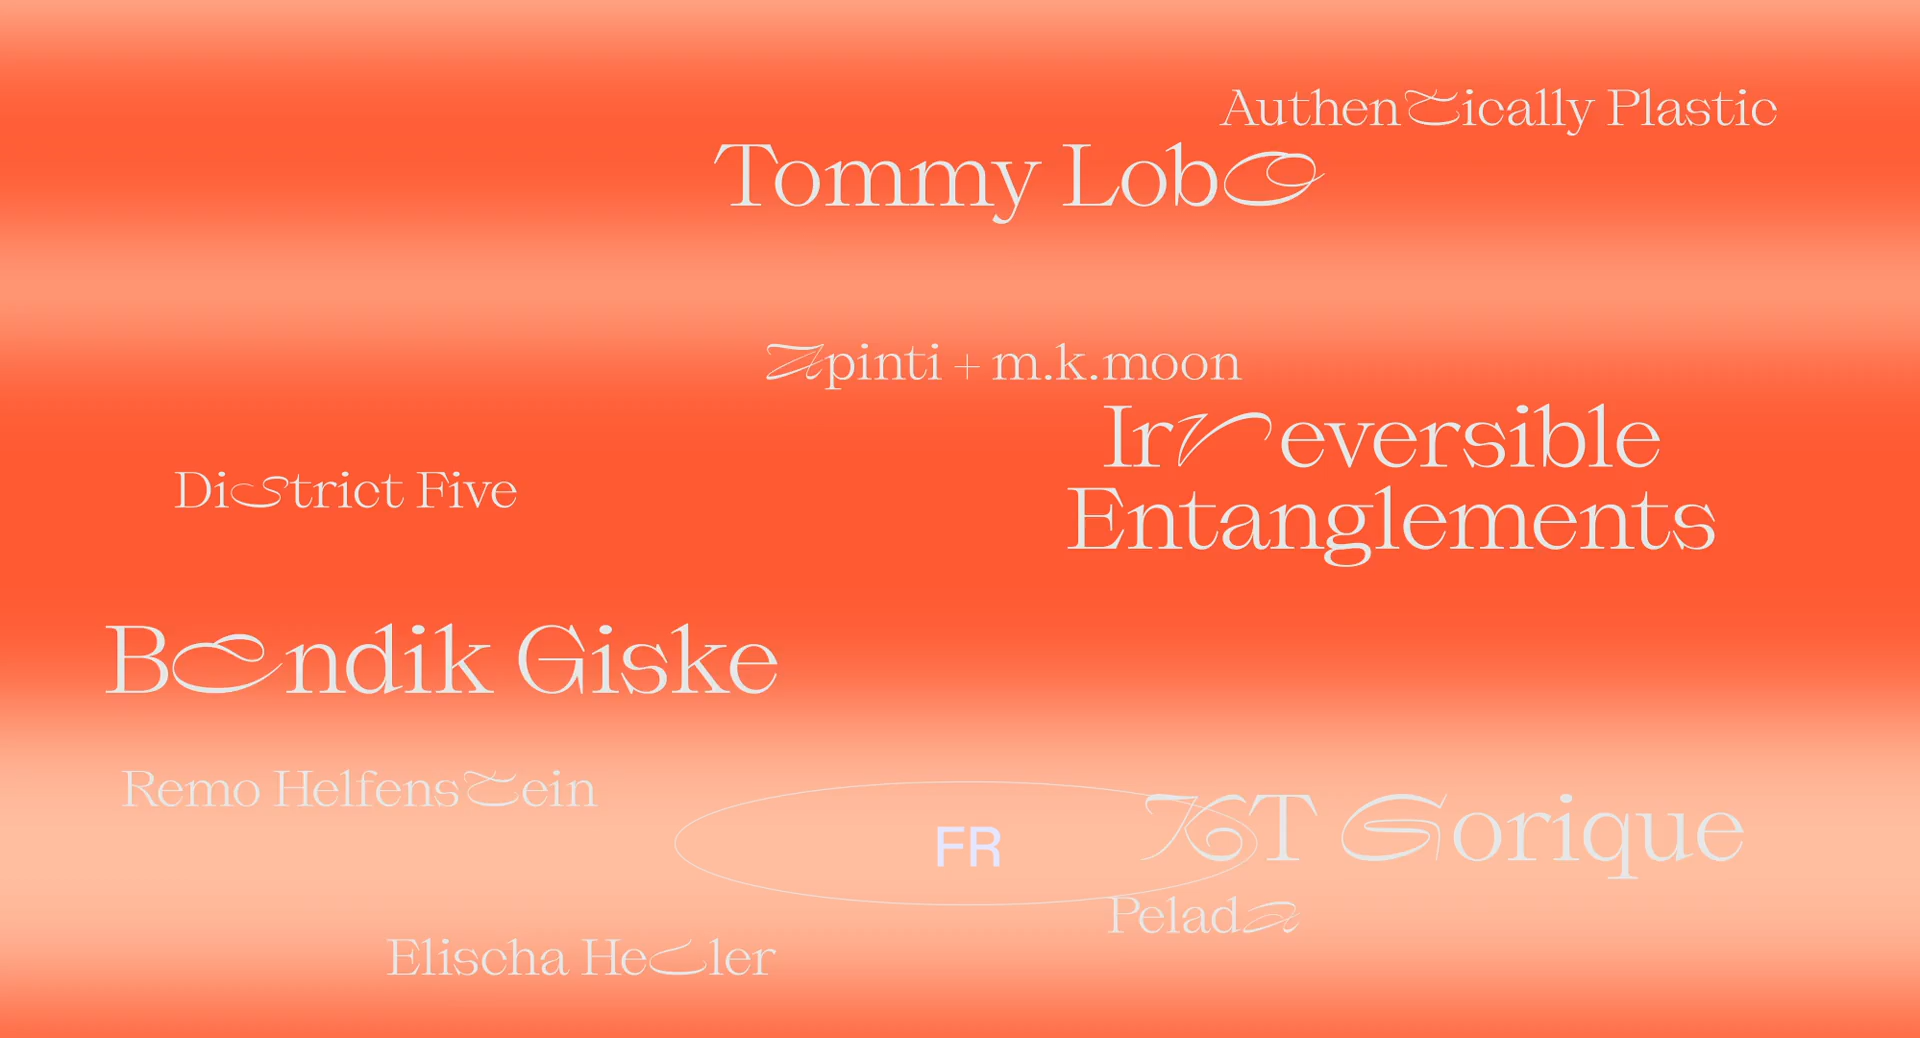 Authentically Plastic
Tommy Lobo
Apinti + m.k.moon
Irreversible
Entanglements
District Five
Bendik Giske
Remo Helfenstein
FR
KT Gorique
Pelada
Elischa Heller